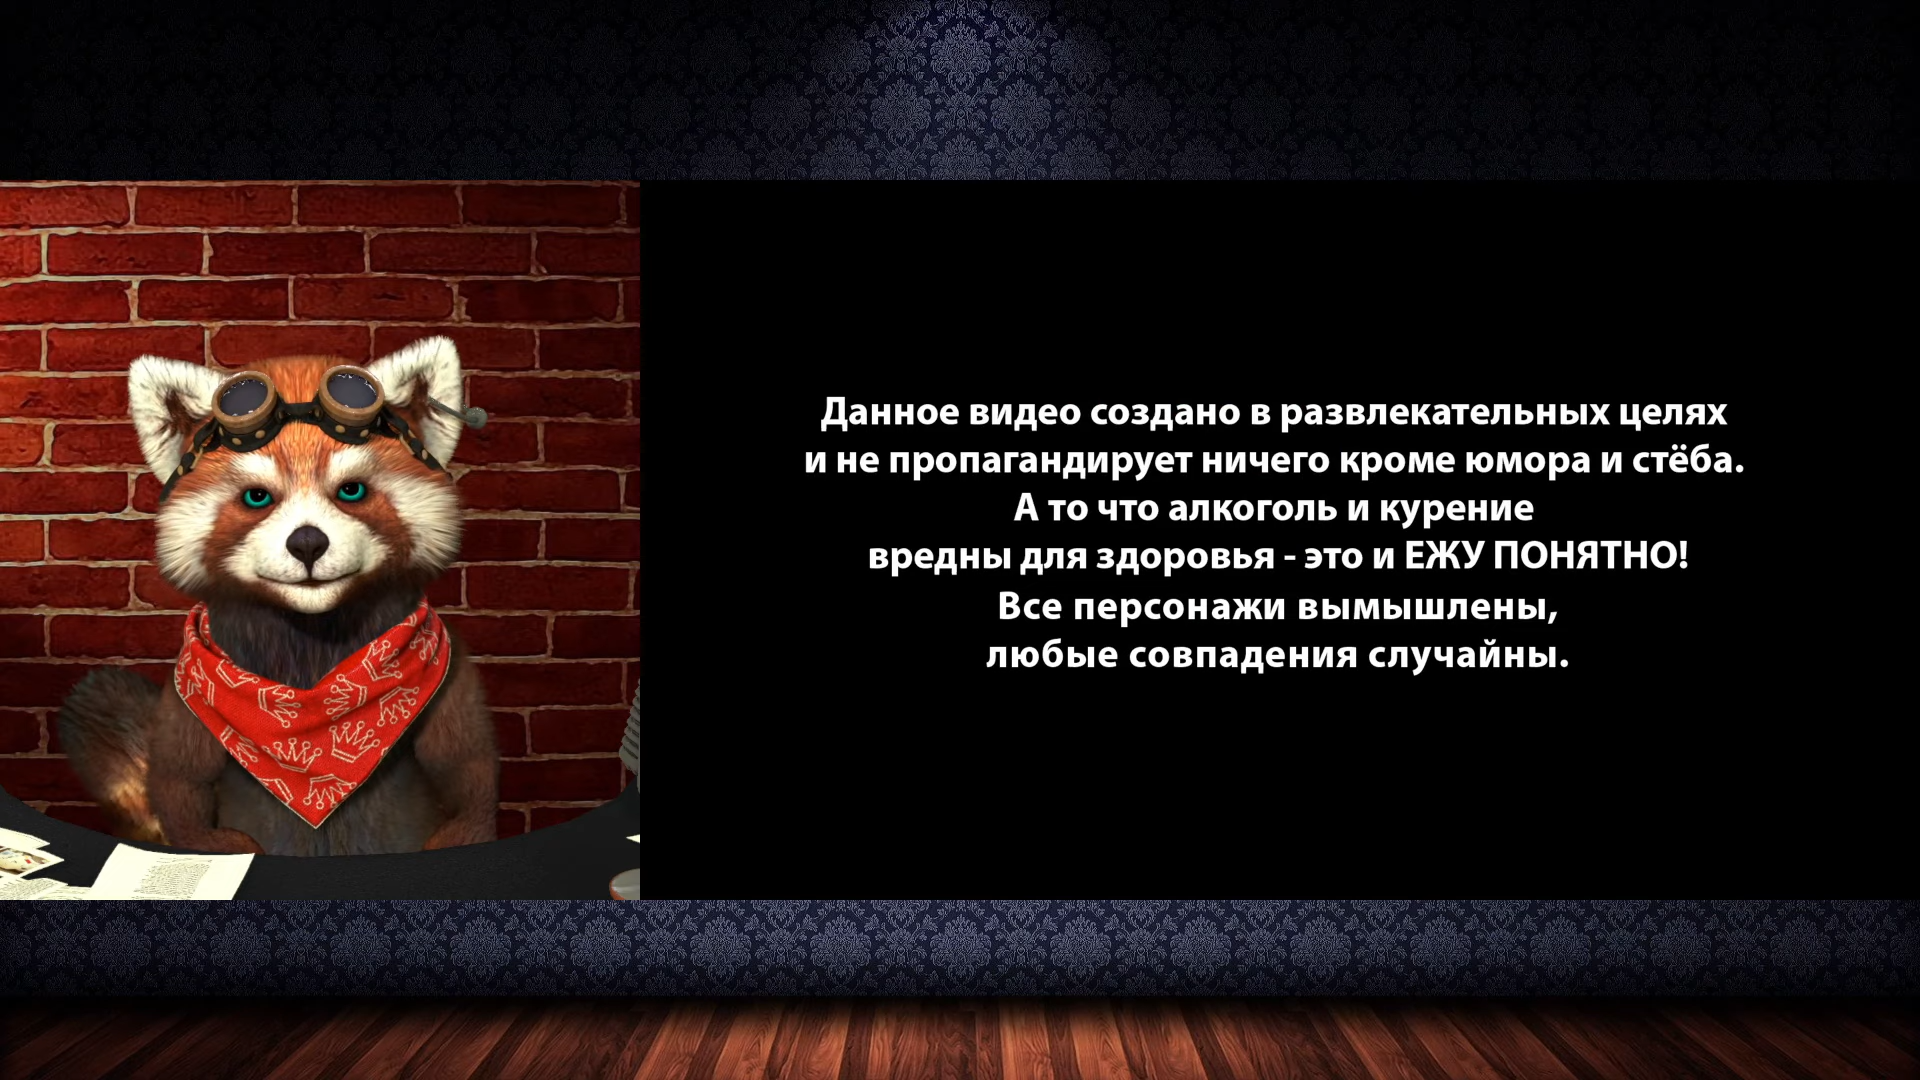 Данное видео создано в развлекательных целях
и не пропагандирует ничего кроме юмора и стёба.
А то что алкоголь и курение
вредны для здоровья - это и ЕЖУ ПОНЯТНО!
Все персонажи вымышлены,
любые совпадения случайны.